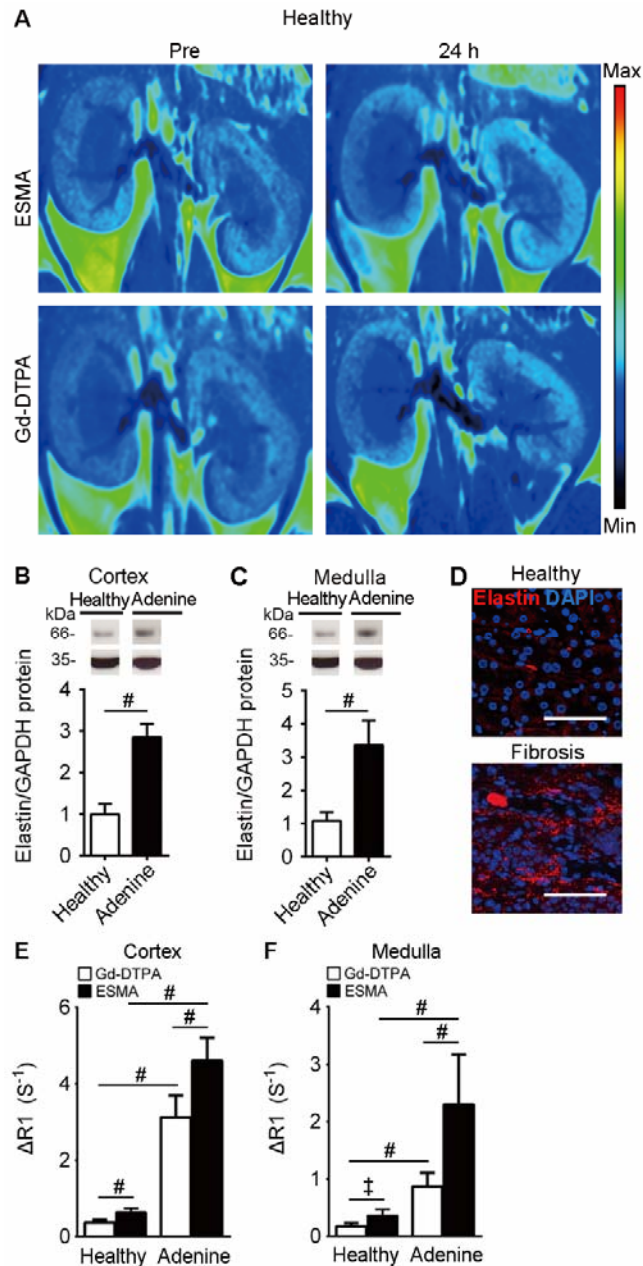 A
Healthy
Pre
24 h
ESMA
Gd-DTPA
Max
Min
B
Cortex
Healthy Adenine
kDa
66-
35-
#
Elastin/GAPDH protein
4
3
2
1
0
Healthy
Adenine
C
Medulla
Healthy Adenine
kDa
66-
35-
#
Elastin/GAPDH protein
5
4
3
2
1
0
Healthy
Adenine
D
Healthy
Elastin DAPI
Fibrosis
E
Cortex
Gd-DTPA
ESMA
#
#
#
#
ΔR1 (S-1)
6
4
2
0
Healthy
Adenine
F
Medulla
Gd-DTPA
ESMA
#
#
#
‡
ΔR1 (S-1)
4
3
2
1
0
Healthy
Adenine